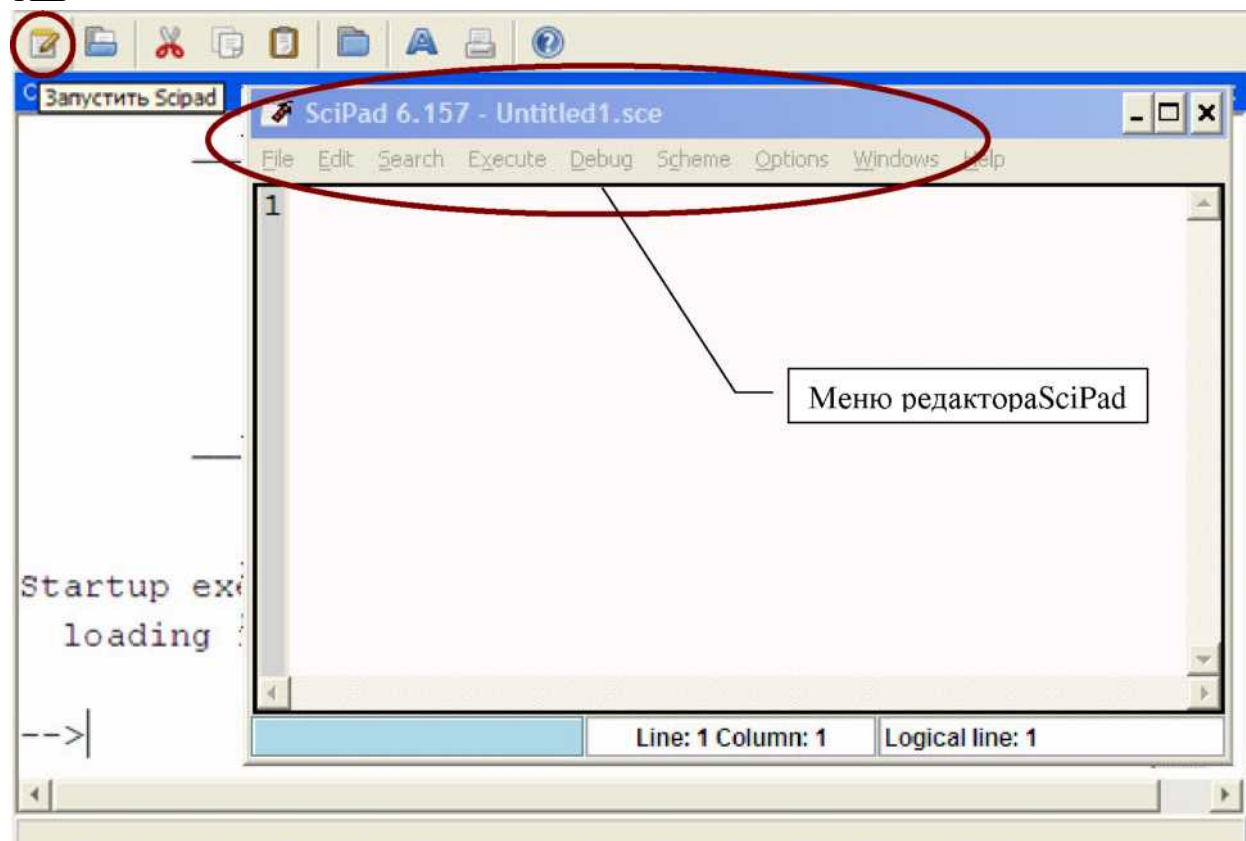 Запустить Scipad
SciPad 6.157 - Untitled1.sce
File Edit Search Execute Debug Scheme Options Windows Help
1
Меню редактораSciPad
Startup exe
loading
-->
Line: 1 Column: 1 Logical line: 1